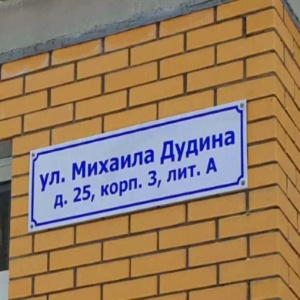 ул. Михаила Дудина
д. 25, корп. 3, лит. А